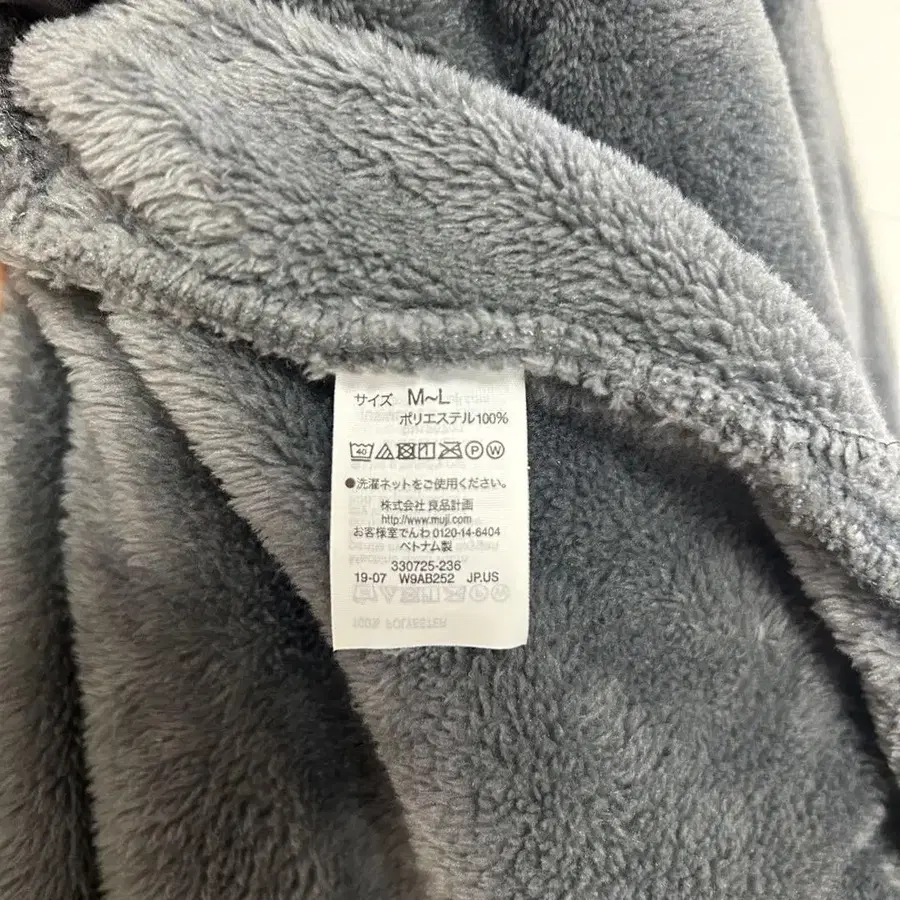 サイズ M~L
ポリエステル100%
40 P W
●洗濯ネットをご使用ください。
株式会社 良品計画
http://www.muji.com
お客様室でんわ 0120-14-6404
ベトナム製
330725-236
19-07 W9AB252 JP.US
100% POLYESTER